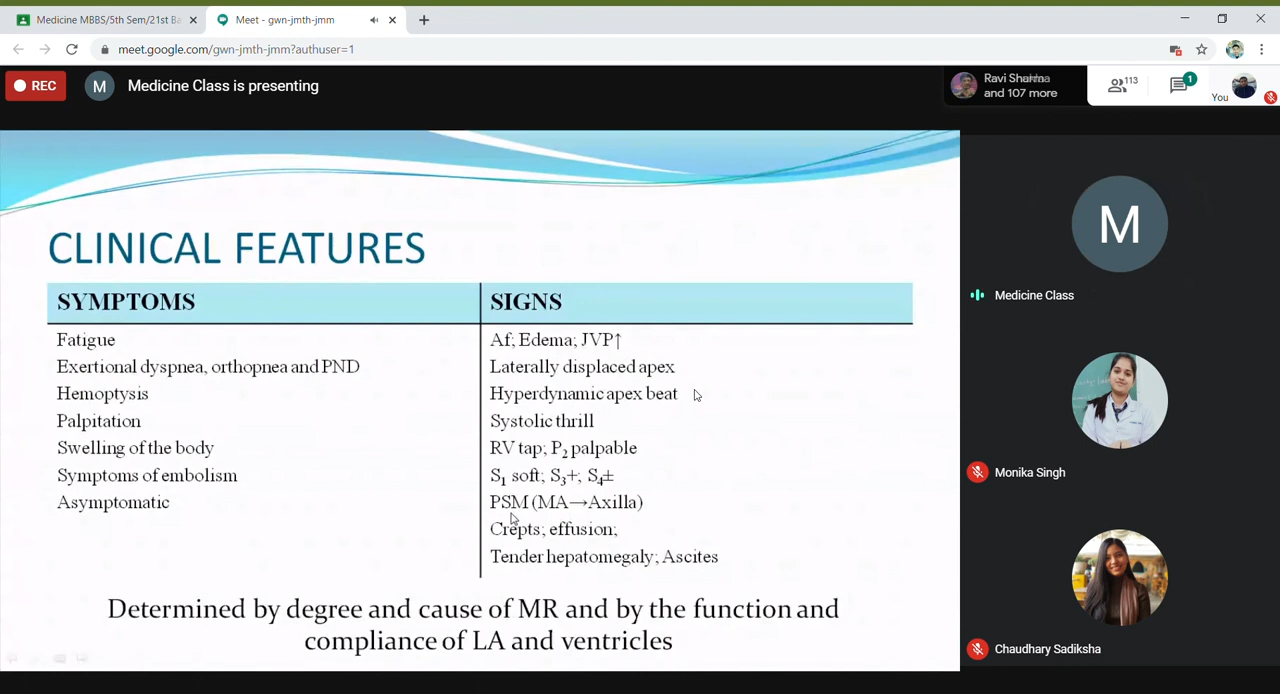 Medicine MBBS/5th Sem/21st Ba
Meet - gwn-jmth-jmm
meet.google.com/gwn-jmth-jmm?authuser=1
REC
M
Medicine Class is presenting
Ravi Sharma
and 107 more
113
1
You
CLINICAL FEATURES
SYMPTOMS
Fatigue
Exertional dyspnea, orthopnea and PND
Hemoptysis
Palpitation
Swelling of the body
Symptoms of embolism
Asymptomatic
SIGNS
Af; Edema; JVP↑
Laterally displaced apex
Hyperdynamic apex beat
Systolic thrill
RV tap; P₂ palpable
S₁ soft; S₃+; S₄±
PSM (MA→Axilla)
Crepts; effusion;
Tender hepatomegaly; Ascites
Determined by degree and cause of MR and by the function and
compliance of LA and ventricles
M
Medicine Class
Monika Singh
Chaudhary Sadiksha